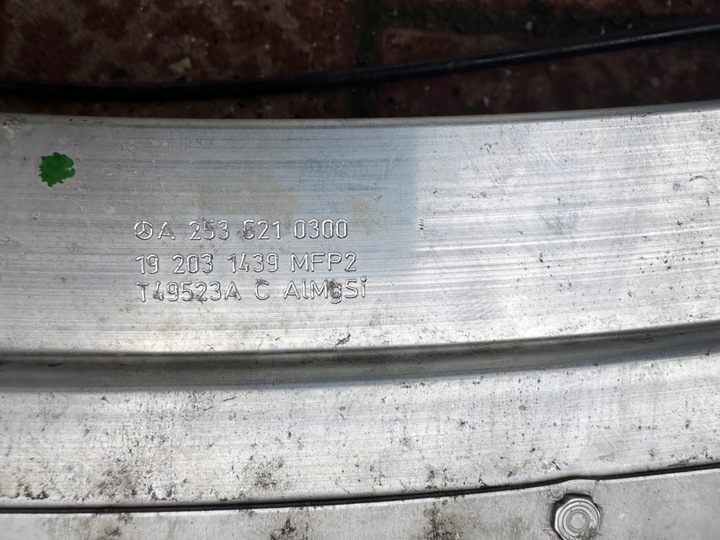 A 253 621 0300
19 203 1439 MFP2
T49523A C AlMgSi